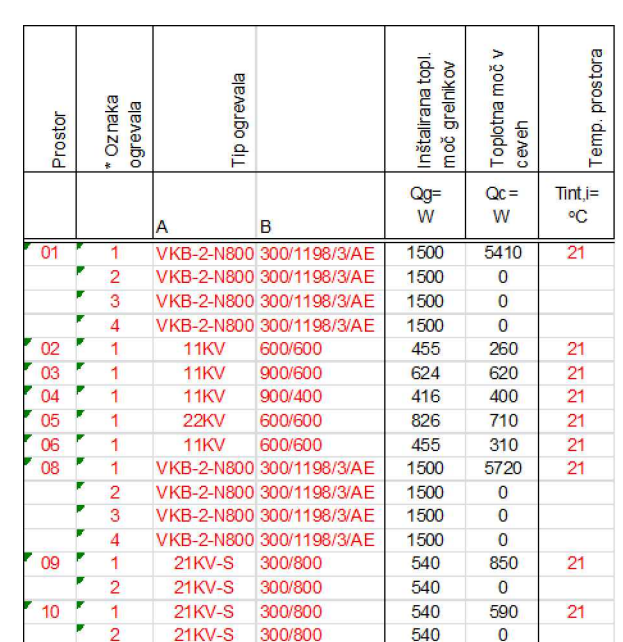 Prostor * Oznaka ogrevala Tip ogrevala Inštalirana topl. moč grelnikov Toplotna moč v ceveh Temp. prostora
Qg= Qc= Tint,i=
A B W W °C
01 1 VKB-2-N800 300/1198/3/AE 1500 5410 21
2 VKB-2-N800 300/1198/3/AE 1500 0
3 VKB-2-N800 300/1198/3/AE 1500 0
4 VKB-2-N800 300/1198/3/AE 1500 0
02 1 11KV 600/600 455 260 21
03 1 11KV 900/600 624 620 21
04 1 11KV 900/400 416 400 21
05 1 22KV 600/600 826 710 21
06 1 11KV 600/600 455 310 21
08 1 VKB-2-N800 300/1198/3/AE 1500 5720 21
2 VKB-2-N800 300/1198/3/AE 1500 0
3 VKB-2-N800 300/1198/3/AE 1500 0
4 VKB-2-N800 300/1198/3/AE 1500 0
09 1 21KV-S 300/800 540 850 21
2 21KV-S 300/800 540 0
10 1 21KV-S 300/800 540 590 21
2 21KV-S 300/800 540 0